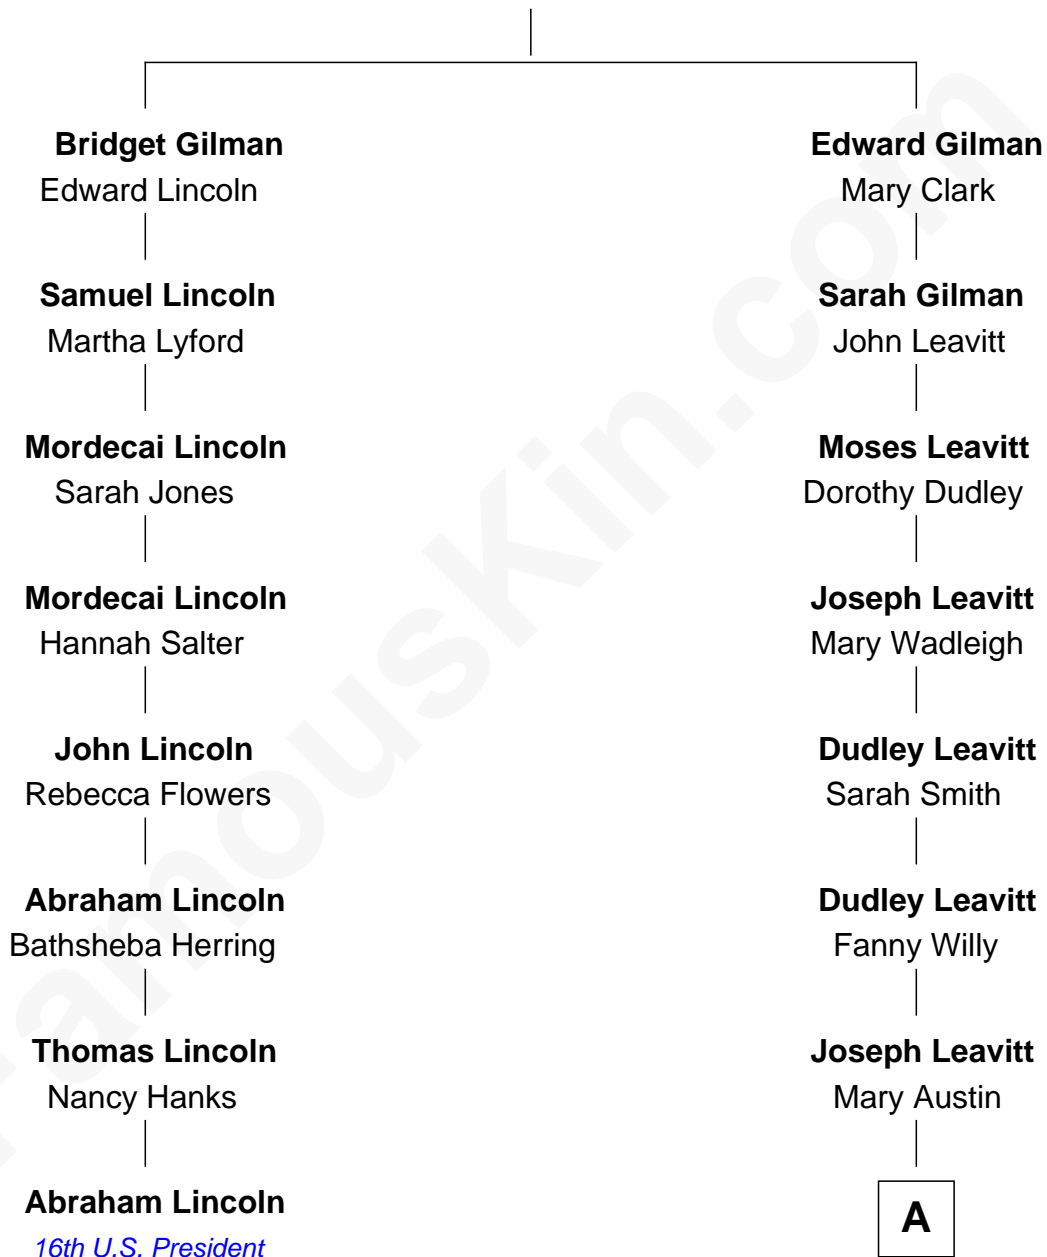 Bridget Gilman
Edward Lincoln
Samuel Lincoln
Martha Lyford
Mordecai Lincoln
Sarah Jones
Mordecai Lincoln
Hannah Salter
John Lincoln
Rebecca Flowers
Abraham Lincoln
Bathsheba Herring
Thomas Lincoln
Nancy Hanks
Abraham Lincoln
16th U.S. President
Edward Gilman
Mary Clark
Sarah Gilman
John Leavitt
Moses Leavitt
Dorothy Dudley
Joseph Leavitt
Mary Wadleigh
Dudley Leavitt
Sarah Smith
Dudley Leavitt
Fanny Willy
Joseph Leavitt
Mary Austin
A
FamousKin.com